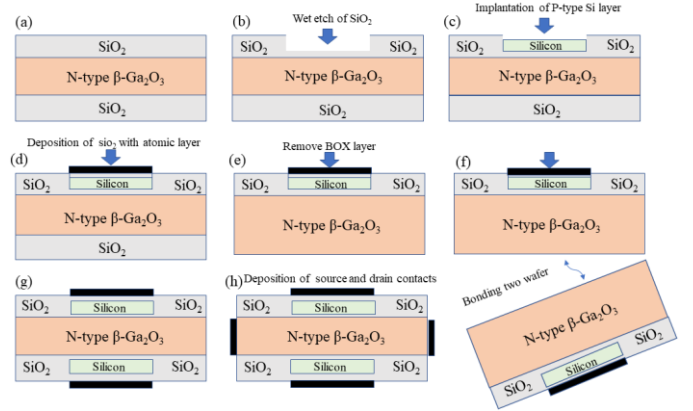 (a)
SiO₂
N-type β-Ga₂O₃
SiO₂
(b)
Wet etch of SiO₂
SiO₂ SiO₂
N-type β-Ga₂O₃
SiO₂
(c)
Implantation of P-type Si layer
SiO₂ Silicon SiO₂
N-type β-Ga₂O₃
SiO₂
(d)
Deposition of sio₂ with atomic layer
SiO₂ Silicon SiO₂
N-type β-Ga₂O₃
SiO₂
(e)
Remove BOX layer
SiO₂ Silicon SiO₂
N-type β-Ga₂O₃
(f)
SiO₂ Silicon SiO₂
N-type β-Ga₂O₃
Bonding two wafer
N-type β-Ga₂O₃
SiO₂ Silicon SiO₂
(g)
SiO₂ Silicon SiO₂
N-type β-Ga₂O₃
SiO₂ Silicon SiO₂
(h)
Deposition of source and drain contacts
SiO₂ Silicon SiO₂
N-type β-Ga₂O₃
SiO₂ Silicon SiO₂